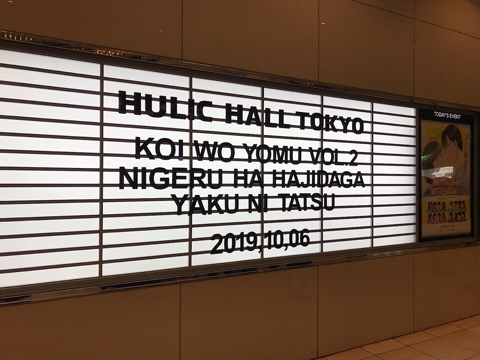 HULIC HALL TOKYO
KOI WO YOMU VOL.2
NIGERU HA HAJIDAGA
YAKU NI TATSU
2019,10,06
TODAY'S EVENT